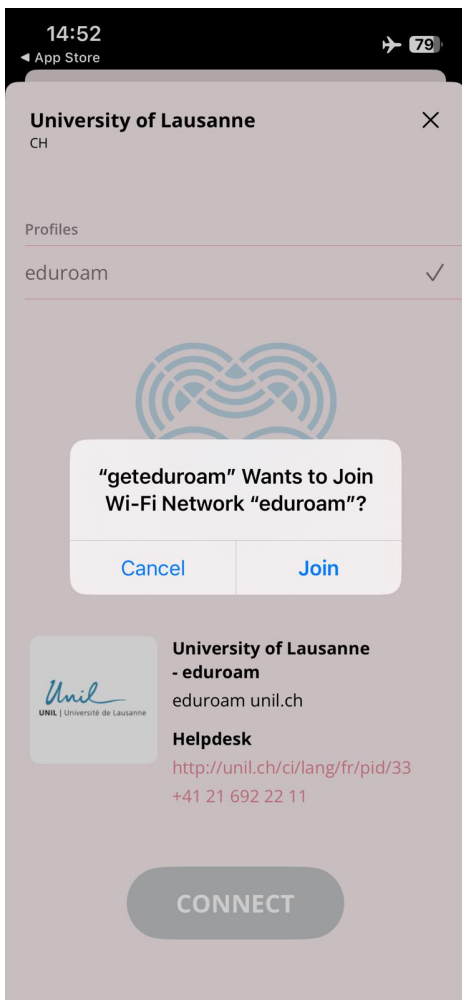 14:52
79
◀ App Store
University of Lausanne
CH
Profiles
eduroam
“geteduroam” Wants to Join
Wi-Fi Network “eduroam”?
Cancel
Join
Unil
UNIL | Université de Lausanne
University of Lausanne
- eduroam
eduroam unil.ch
Helpdesk
http://unil.ch/ci/lang/fr/pid/33
+41 21 692 22 11
CONNECT